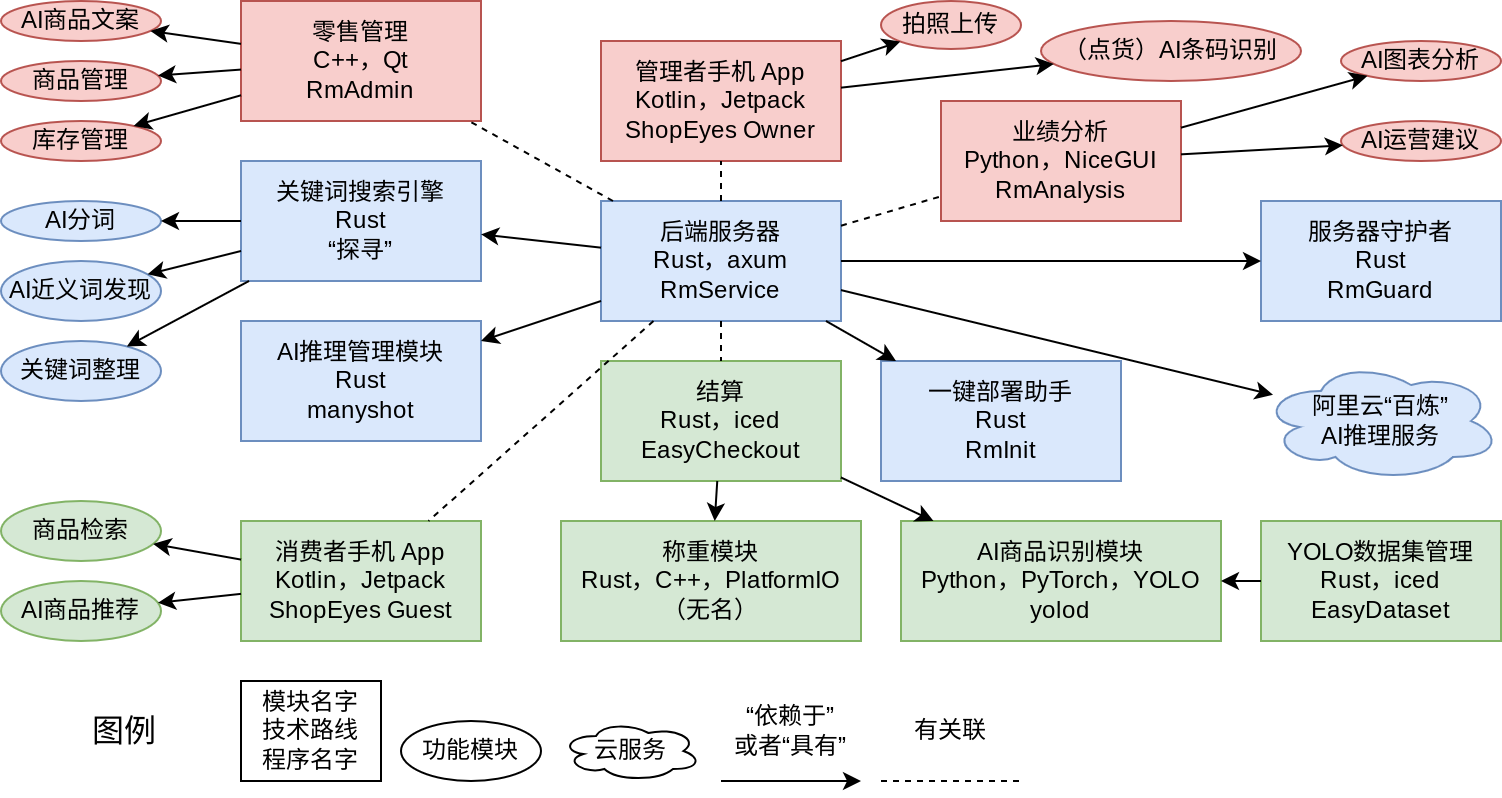 AI商品文案
商品管理
库存管理
零售管理
C++，Qt
RmAdmin
管理者手机 App
Kotlin，Jetpack
ShopEyes Owner
拍照上传
（点货）AI条码识别
业绩分析
Python，NiceGUI
RmAnalysis
AI图表分析
AI运营建议
AI分词
AI近义词发现
关键词整理
关键词搜索引擎
Rust
“探寻”
后端服务器
Rust，axum
RmService
服务器守护者
Rust
RmGuard
AI推理管理模块
Rust
manyshot
结算
Rust，iced
EasyCheckout
一键部署助手
Rust
RmInit
阿里云“百炼”
AI推理服务
商品检索
AI商品推荐
消费者手机 App
Kotlin，Jetpack
ShopEyes Guest
称重模块
Rust，C++，PlatformIO
（无名）
AI商品识别模块
Python，PyTorch，YOLO
yolod
YOLO数据集管理
Rust，iced
EasyDataset
图例
模块名字
技术路线
程序名字
功能模块
云服务
“依赖于”
或者“具有”
有关联